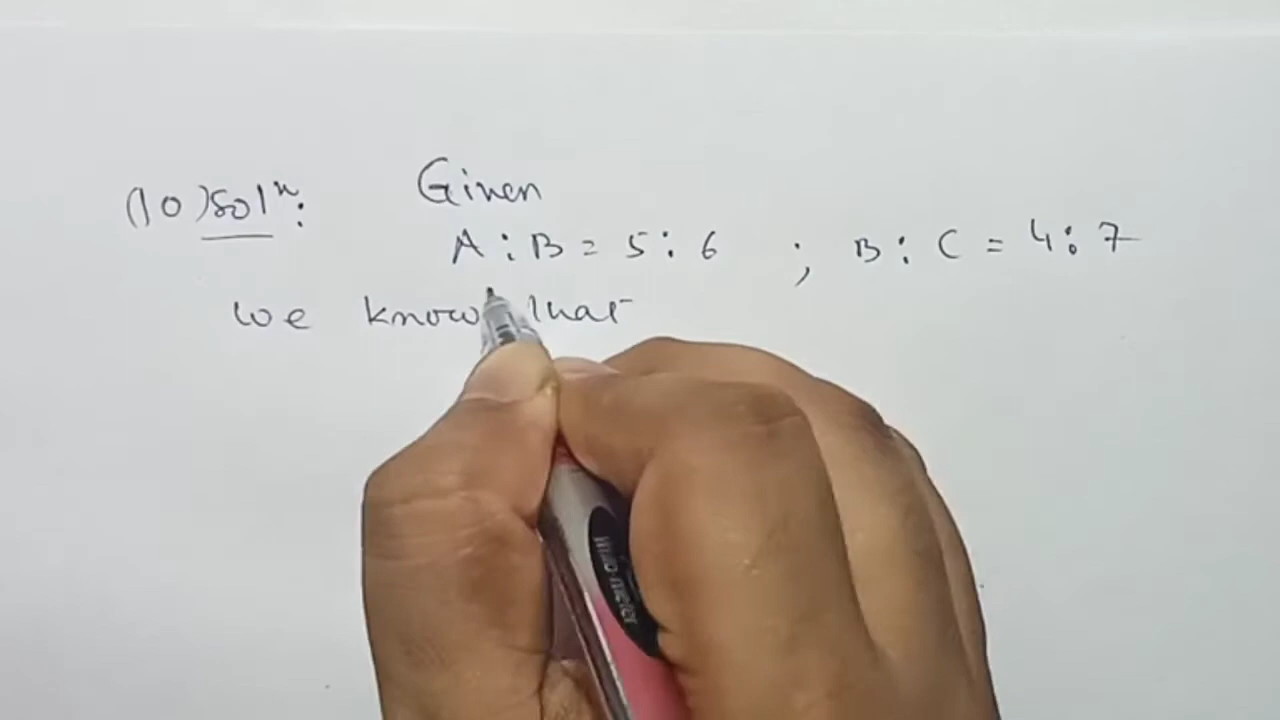 (10) Solⁿ: Given
A : B = 5 : 6 ; B : C = 4 : 7
we know that